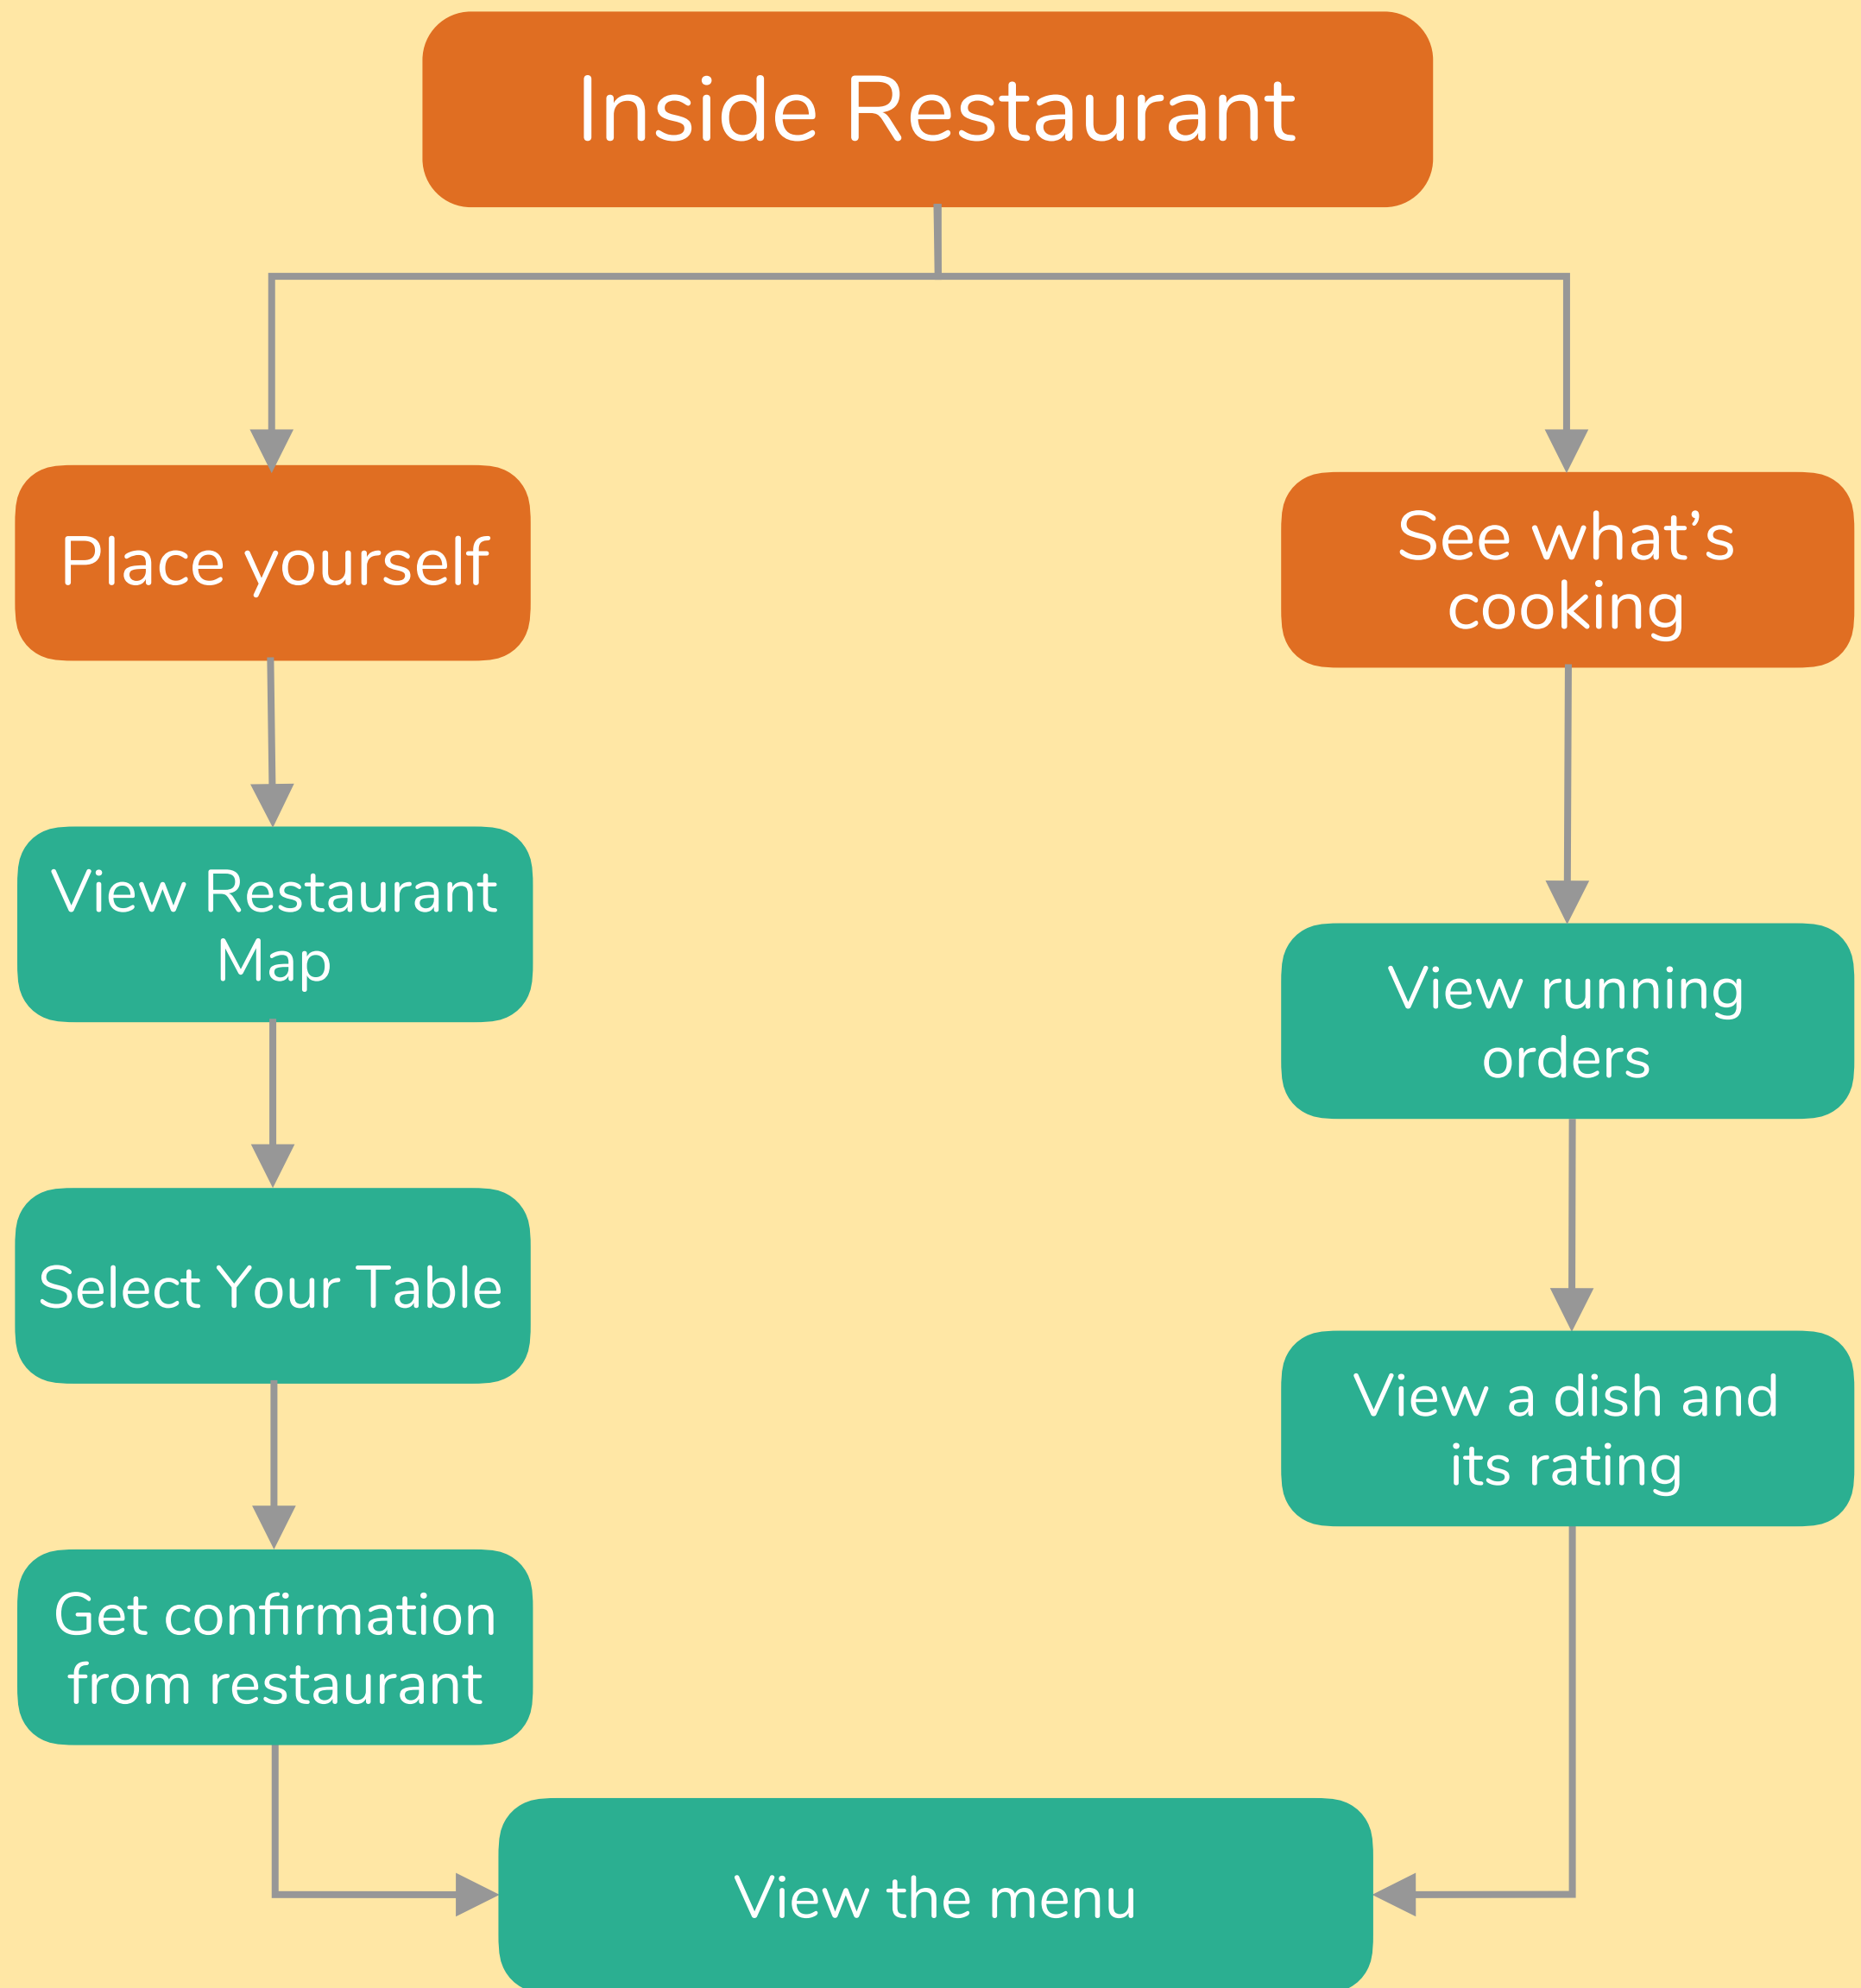 Inside Restaurant
Place yourself
See what’s
cooking
View Restaurant
Map
View running
orders
Select Your Table
View a dish and
its rating
Get confirmation
from restaurant
View the menu